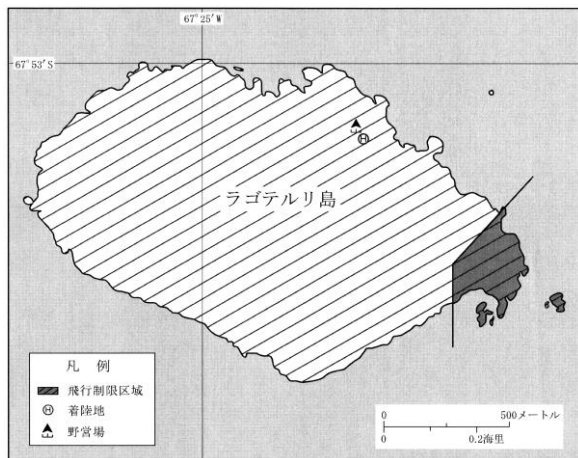 67°25′W
67°53′S
ラゴテルリ島
凡 例
飛行制限区域
Ⓗ 着陸地
野営場
0 500メートル
0 0.2海里